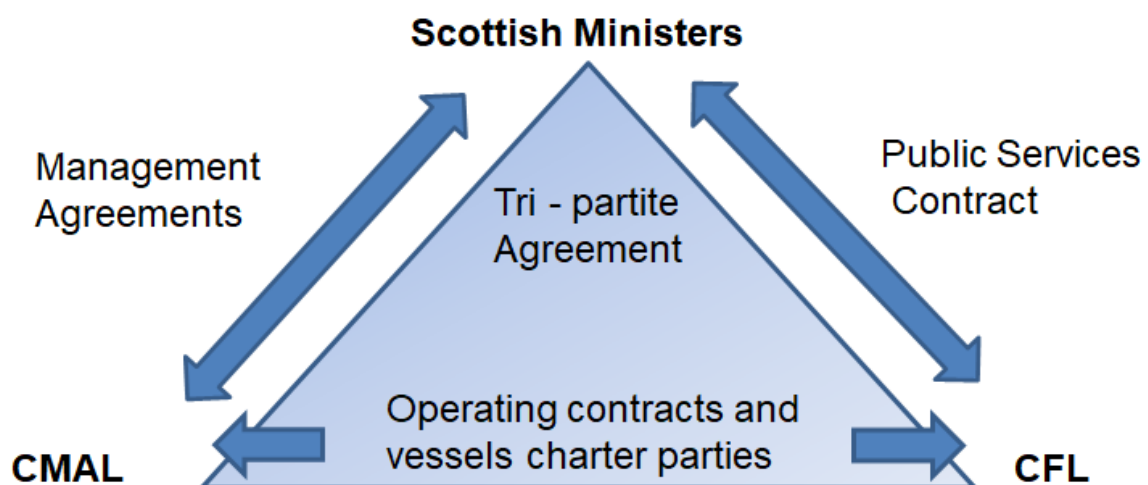 Scottish Ministers
Management
Agreements
Public Services
Contract
Tri - partite
Agreement
Operating contracts and
vessels charter parties
CMAL
CFL